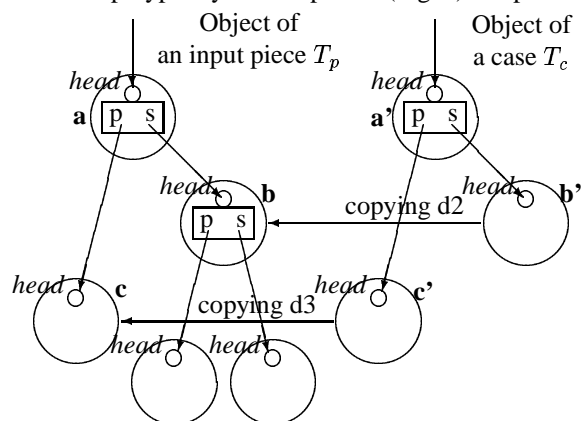 Object of
an input piece T_p
Object of
a case T_c
head
head
a
p s
a'
p s
head
b
head
b'
p s
copying d2
head
c
head
c'
copying d3
head
head